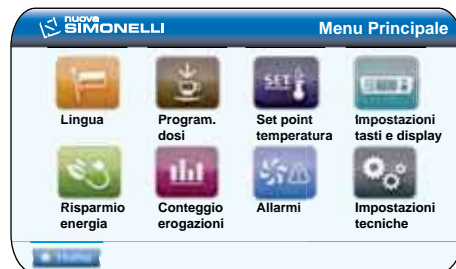 nuova
SIMONELLI
Menu Principale
SET
Lingua
Program.
dosi
Set point
temperatura
Impostazioni
tasti e display
Risparmio
energia
Conteggio
erogazioni
Allarmi
Impostazioni
tecniche
Home